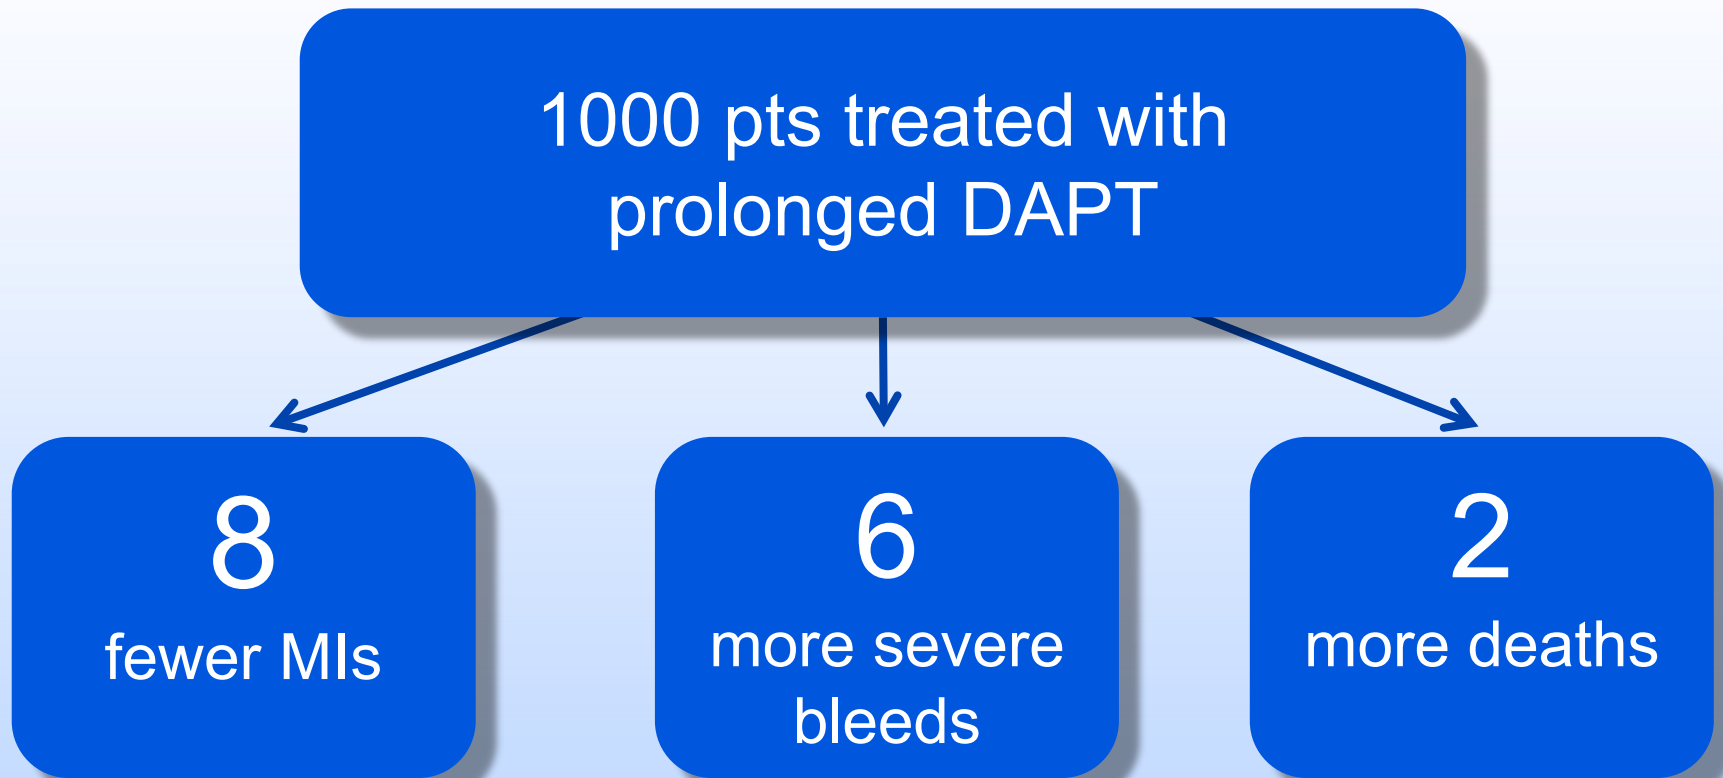 1000 pts treated with
prolonged DAPT
8
fewer MIs
6
more severe
bleeds
2
more deaths